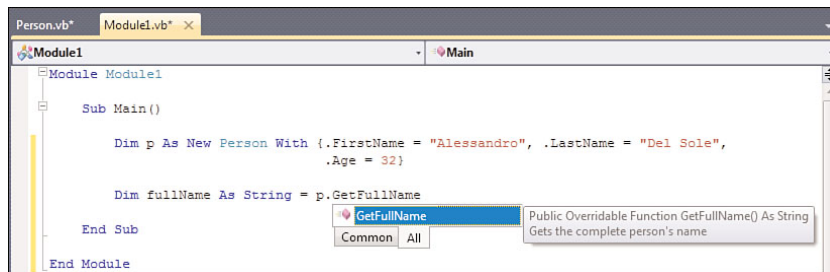 Person.vb* Module1.vb* ×
Module1 Main
Module Module1
Sub Main()
Dim p As New Person With {.FirstName = "Alessandro", .LastName = "Del Sole",
.Age = 32}
Dim fullName As String = p.GetFullName
GetFullName Public Overridable Function GetFullName() As String
Gets the complete person's name
Common All
End Sub
End Module